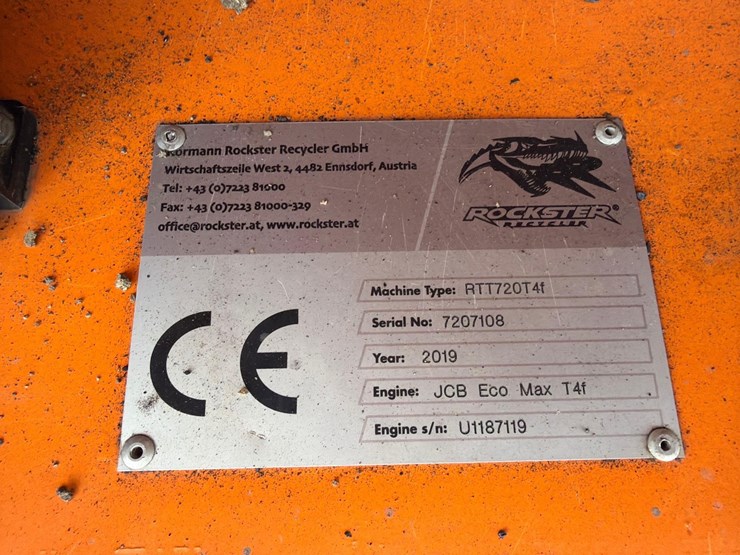 Kormann Rockster Recycler GmbH
Wirtschaftszeile West 2, 4482 Ennsdorf, Austria
Tel: +43 (0)7223 81000
Fax: +43 (0)7223 81000-329
office@rockster.at, www.rockster.at
ROCKSTER®
RECYCLER
CE
Machine Type: RTT720T4f
Serial No: 7207108
Year: 2019
Engine: JCB Eco Max T4f
Engine s/n: U1187119